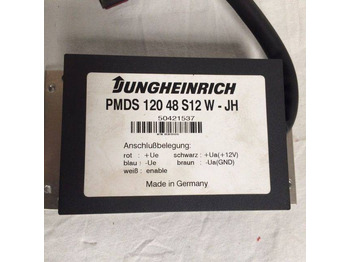 JUNGHEINRICH
PMDS 120 48 S12 W - JH
50421537
Anschlußbelegung:
rot : +Ue schwarz : +Ua(+12V)
blau : -Ue braun : -Ua(GND)
weiß : enable
Made in Germany